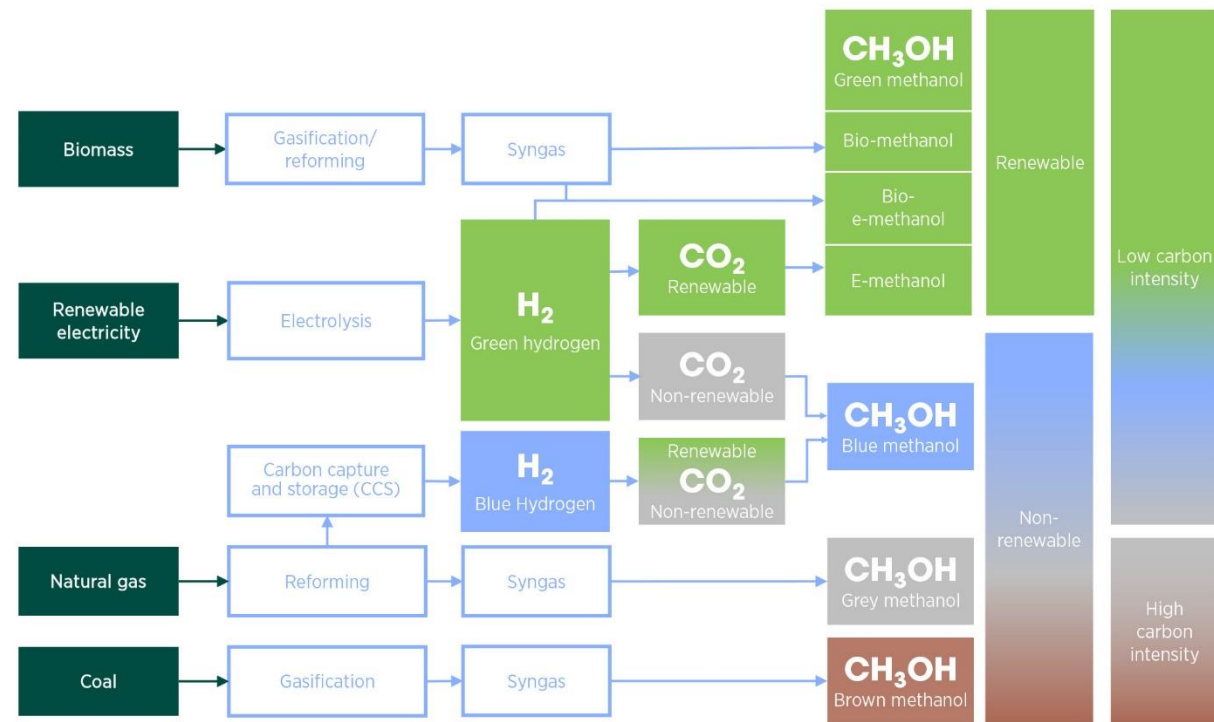 CH₃OH
Green methanol
Biomass
Gasification/
reforming
Syngas
Bio-methanol
Renewable
Bio-
e-methanol
Low carbon
intensity
Renewable
electricity
Electrolysis
H₂
Green hydrogen
CO₂
Renewable
E-methanol
CO₂
Non-renewable
CH₃OH
Blue methanol
Carbon capture
and storage (CCS)
H₂
Blue Hydrogen
Renewable
CO₂
Non-renewable
Non-
renewable
Natural gas
Reforming
Syngas
CH₃OH
Grey methanol
High
carbon
intensity
Coal
Gasification
Syngas
CH₃OH
Brown methanol